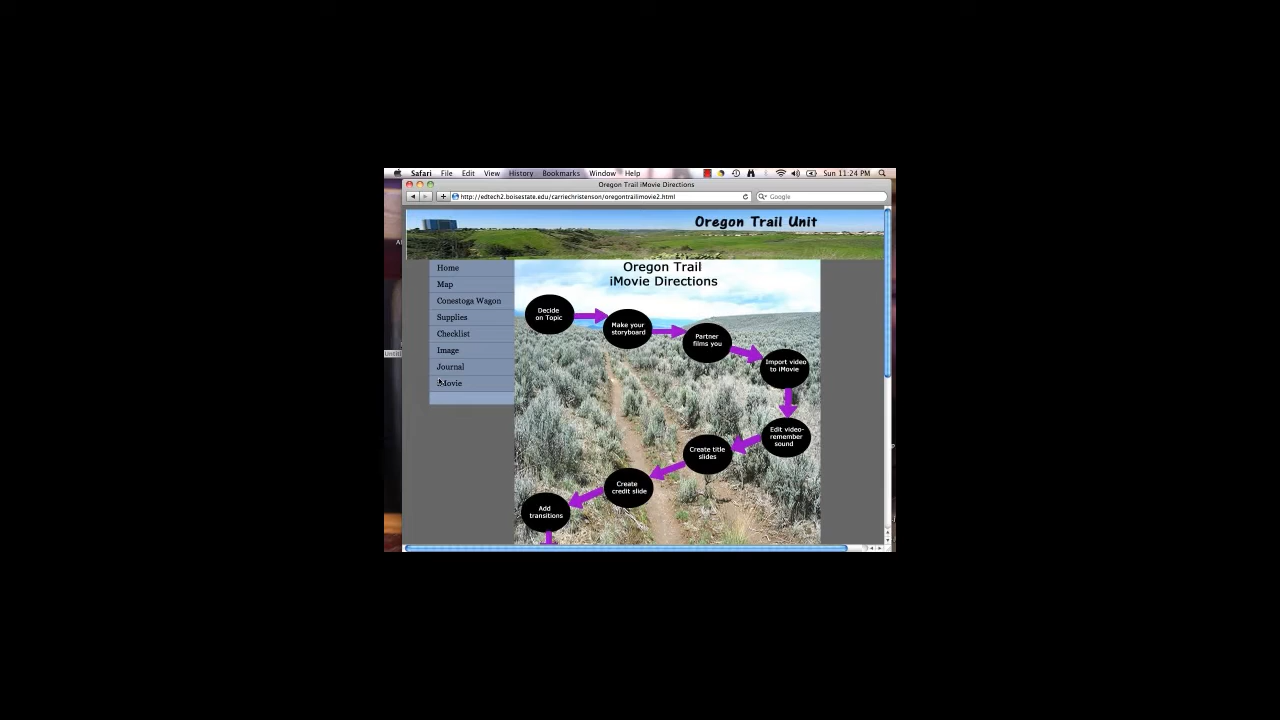 Safari File Edit View History Bookmarks Window Help Sun 11:24 PM
Oregon Trail iMovie Directions
http://edtech2.boisestate.edu/carriechristenson/oregontrailimovie2.html
Google
Oregon Trail Unit
Home
Map
Conestoga Wagon
Supplies
Checklist
Image
Journal
iMovie
Oregon Trail
iMovie Directions
Decide
on Topic
Make your
storyboard
Partner
films you
Import video
to iMovie
Edit video-
remember
sound
Create title
slides
Create
credit slide
Add
transitions